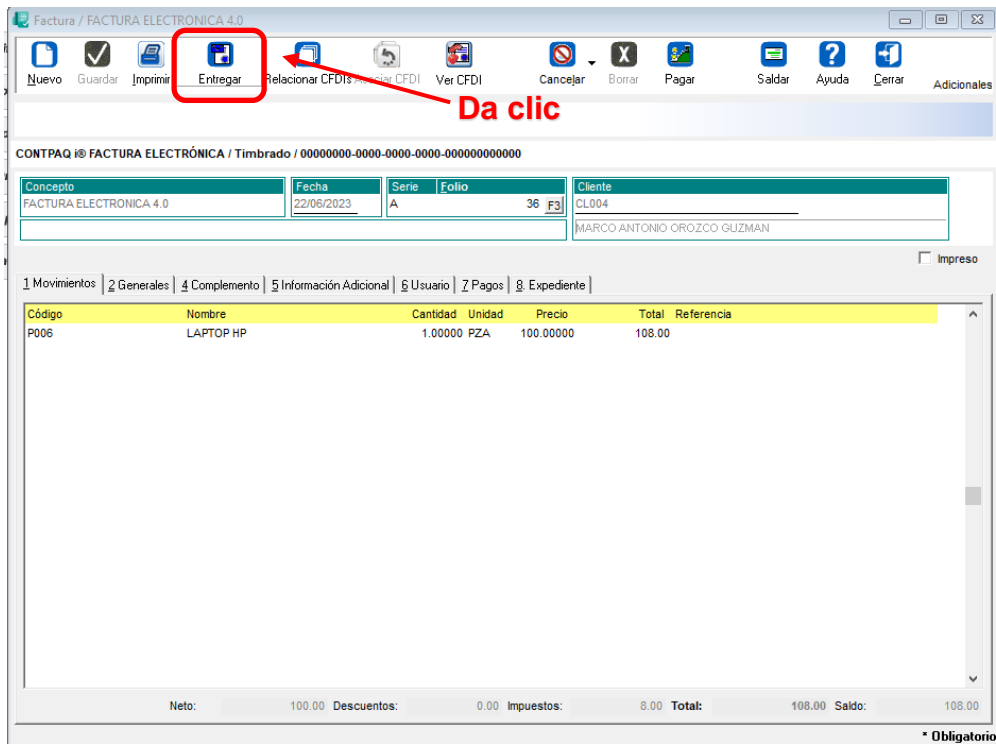 Factura / FACTURA ELECTRONICA 4.0
Nuevo Guardar Imprimir Entregar Relacionar CFDIs CFDI Ver CFDI Cancelar Borrar Pagar Saldar Ayuda Cerrar Adicionales
Da clic
CONTPAQ i® FACTURA ELECTRÓNICA / Timbrado / 00000000-0000-0000-0000-000000000000
Concepto Fecha Serie Folio Cliente
FACTURA ELECTRONICA 4.0 22/06/2023 A 36 F3 CL004
MARCO ANTONIO OROZCO GUZMAN
Impreso
1 Movimientos 2 Generales 4 Complemento 5 Información Adicional 6 Usuario 7 Pagos 8. Expediente
Código Nombre Cantidad Unidad Precio Total Referencia
P006 LAPTOP HP 1.00000 PZA 100.00000 108.00
Neto: 100.00 Descuentos: 0.00 Impuestos: 8.00 Total: 108.00 Saldo: 108.00
* Obligatorio